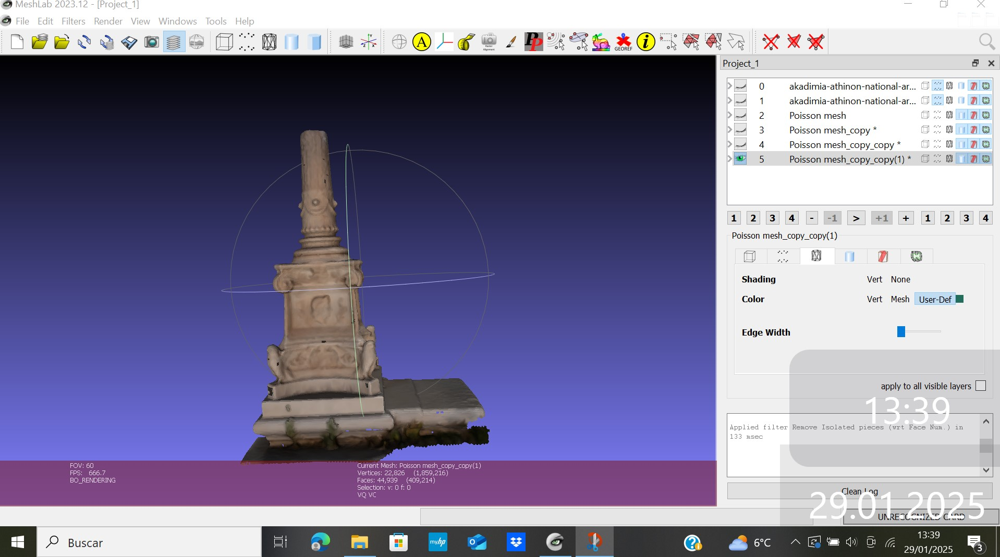 MeshLab 2023.12 - [Project_1]
File Edit Filters Render View Windows Tools Help
A
Raster Alignment
PP
GEOREF
i
Project_1
0 akadimia-athinon-national-ar...
1 akadimia-athinon-national-ar...
2 Poisson mesh
3 Poisson mesh_copy *
4 Poisson mesh_copy_copy *
5 Poisson mesh_copy_copy(1) *
1 2 3 4 - -1 > +1 + 1 2 3 4
Poisson mesh_copy_copy(1)
Shading Vert None
Color Vert Mesh User-Def
Edge Width
apply to all visible layers
13:39
Applied filter Remove Isolated pieces (wrt Face Num.) in
133 msec
Clean Log
29.01.2025
UNRECOGNIZED CARD
FOV: 60
FPS: 666.7
BO_RENDERING
Current Mesh: Poisson mesh_copy_copy(1)
Vertices: 22,826 (1,859,216)
Faces: 44,939 (409,214)
Selection: v: 0 f: 0
VQ VC
Buscar
myhp
6°C
13:39
29/01/2025
3